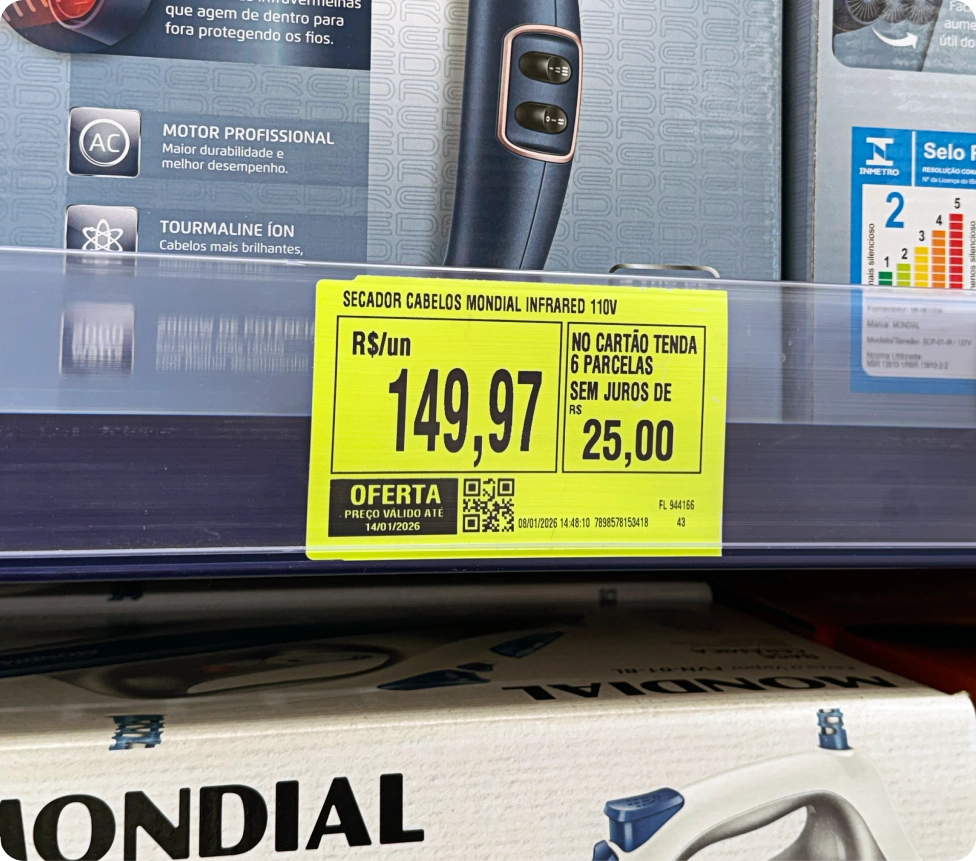 que agem de dentro para
fora protegendo os fios.
AC
MOTOR PROFISSIONAL
Maior durabilidade e
melhor desempenho.
TOURMALINE ÍON
Cabelos mais brilhantes,
INMETRO
Selo
2
1
2
3
4
5
SECADOR CABELOS MONDIAL INFRARED 110V
R$/un
149,97
NO CARTÃO TENDA
6 PARCELAS
SEM JUROS DE
R$
25,00
OFERTA
PREÇO VÁLIDO ATÉ
14/01/2026
08/01/2026 14:48:10 7898578153418
FL 944166
43
MONDIAL
MONDIAL